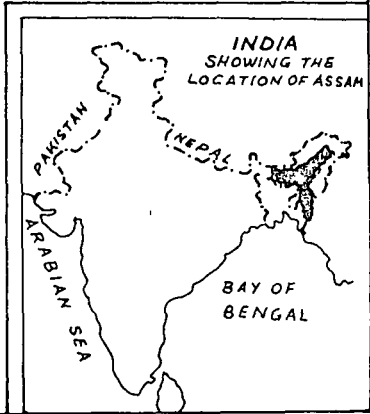 INDIA
SHOWING THE
LOCATION OF ASSAM
PAKISTAN
NEPAL
ARABIAN SEA
BAY OF
BENGAL